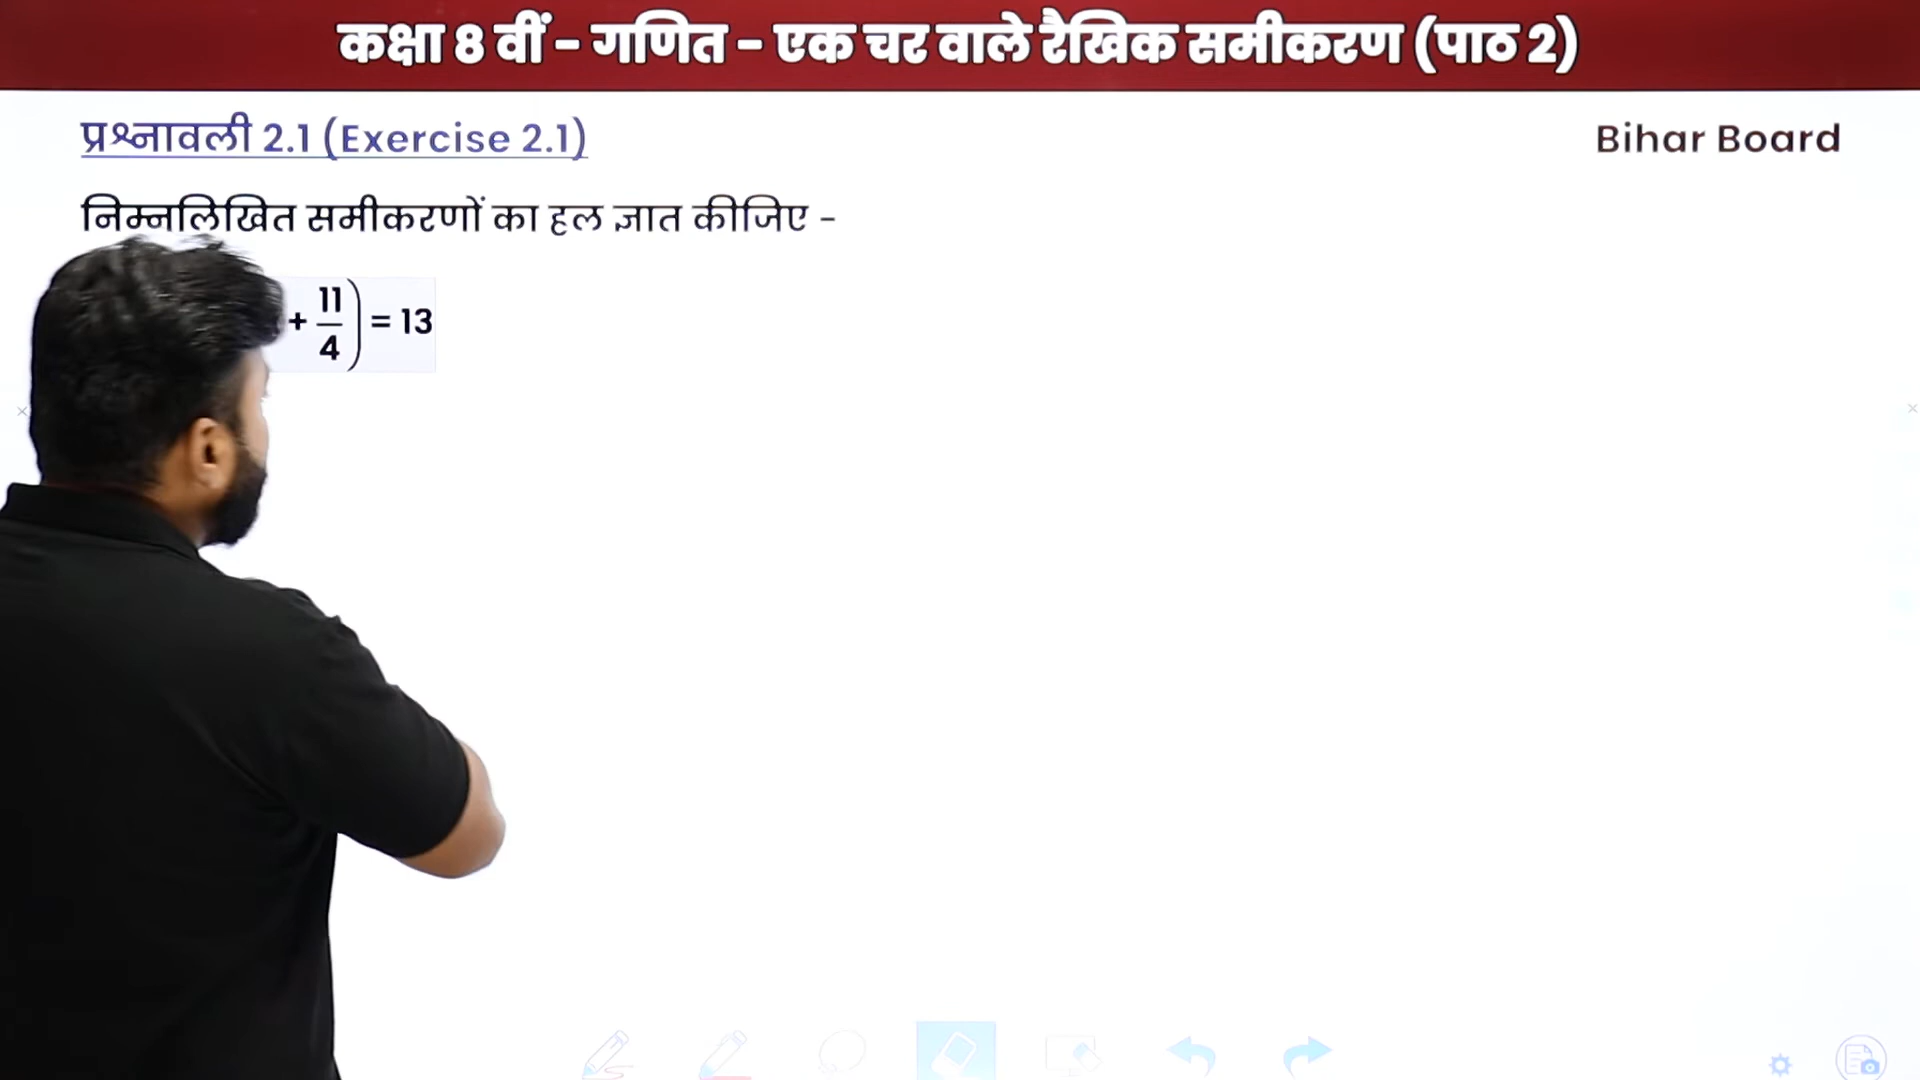 कक्षा 8 वीं - गणित - एक चर वाले रैखिक समीकरण (पाठ 2)
प्रश्नावली 2.1 (Exercise 2.1)
Bihar Board
निम्नलिखित समीकरणों का हल ज्ञात कीजिए -
+ 11/4 ) = 13